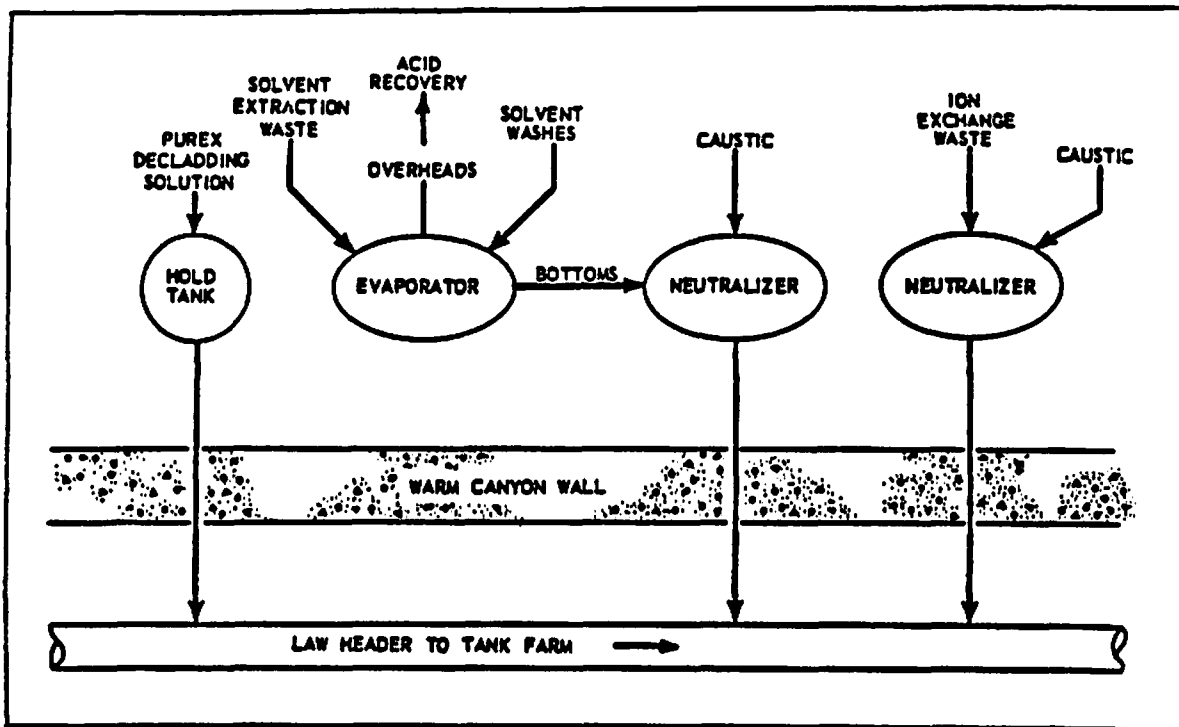 PUREX
DECLADDING
SOLUTION
SOLVENT
EXTRACTION
WASTE
ACID
RECOVERY
OVERHEADS
SOLVENT
WASHES
CAUSTIC
ION
EXCHANGE
WASTE
CAUSTIC
HOLD
TANK
EVAPORATOR
BOTTOMS
NEUTRALIZER
NEUTRALIZER
WARM CANYON WALL
LAW HEADER TO TANK FARM